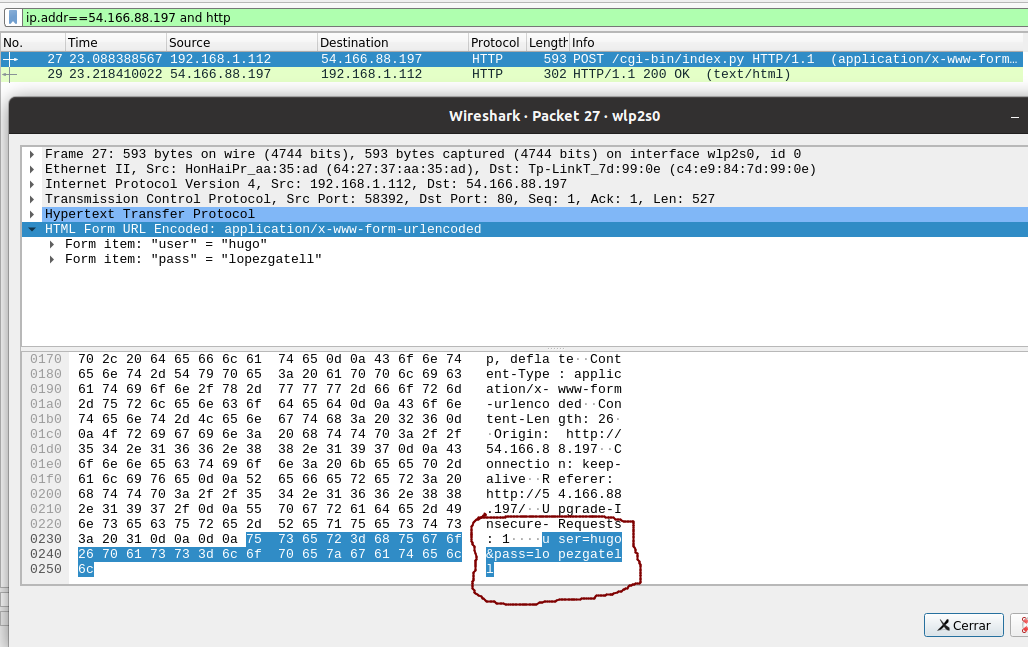 ip.addr==54.166.88.197 and http
No. Time Source Destination Protocol Length Info
27 23.088388567 192.168.1.112 54.166.88.197 HTTP 593 POST /cgi-bin/index.py HTTP/1.1 (application/x-www-form…
29 23.218410022 54.166.88.197 192.168.1.112 HTTP 302 HTTP/1.1 200 OK (text/html)
Wireshark · Packet 27 · wlp2s0
Frame 27: 593 bytes on wire (4744 bits), 593 bytes captured (4744 bits) on interface wlp2s0, id 0
Ethernet II, Src: HonHaiPr_aa:35:ad (64:27:37:aa:35:ad), Dst: Tp-LinkT_7d:99:0e (c4:e9:84:7d:99:0e)
Internet Protocol Version 4, Src: 192.168.1.112, Dst: 54.166.88.197
Transmission Control Protocol, Src Port: 58392, Dst Port: 80, Seq: 1, Ack: 1, Len: 527
Hypertext Transfer Protocol
HTML Form URL Encoded: application/x-www-form-urlencoded
Form item: "user" = "hugo"
Form item: "pass" = "lopezgatell"
0170 70 2c 20 64 65 66 6c 61 74 65 0d 0a 43 6f 6e 74 p, defla te··Cont
0180 65 6e 74 2d 54 79 70 65 3a 20 61 70 70 6c 69 63 ent-Type : applic
0190 61 74 69 6f 6e 2f 78 2d 77 77 77 2d 66 6f 72 6d ation/x- www-form
01a0 2d 75 72 6c 65 6e 63 6f 64 65 64 0d 0a 43 6f 6e -urlenco ded··Con
01b0 74 65 6e 74 2d 4c 65 6e 67 74 68 3a 20 32 36 0d tent-Len gth: 26·
01c0 0a 4f 72 69 67 69 6e 3a 20 68 74 74 70 3a 2f 2f ·Origin: http://
01d0 35 34 2e 31 36 36 2e 38 38 2e 31 39 37 0d 0a 43 54.166.8 8.197··C
01e0 6f 6e 6e 65 63 74 69 6f 6e 3a 20 6b 65 65 70 2d onnectio n: keep-
01f0 61 6c 69 76 65 0d 0a 52 65 66 65 72 65 72 3a 20 alive··R eferer:
0200 68 74 74 70 3a 2f 2f 35 34 2e 31 36 36 2e 38 38 http://5 4.166.88
0210 2e 31 39 37 2f 0d 0a 55 70 67 72 61 64 65 2d 49 .197/··U pgrade-I
0220 6e 73 65 63 75 72 65 2d 52 65 71 75 65 73 74 73 nsecure- Requests
0230 3a 20 31 0d 0a 0d 0a 75 73 65 72 3d 68 75 67 6f : 1····u ser=hugo
0240 26 70 61 73 73 3d 6c 6f 70 65 7a 67 61 74 65 6c &pass=lo pezgatel
0250 6c l
Cerrar